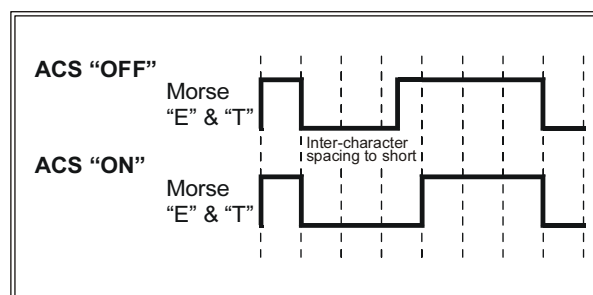 ACS “OFF”
Morse
“E” & “T”
Inter-character
spacing to short
ACS “ON”
Morse
“E” & “T”